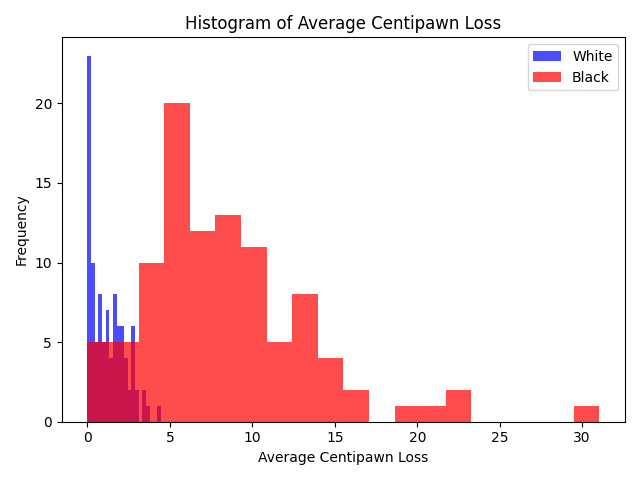 Histogram of Average Centipawn Loss
White
Black
Frequency
20
15
10
5
0
0 5 10 15 20 25 30
Average Centipawn Loss